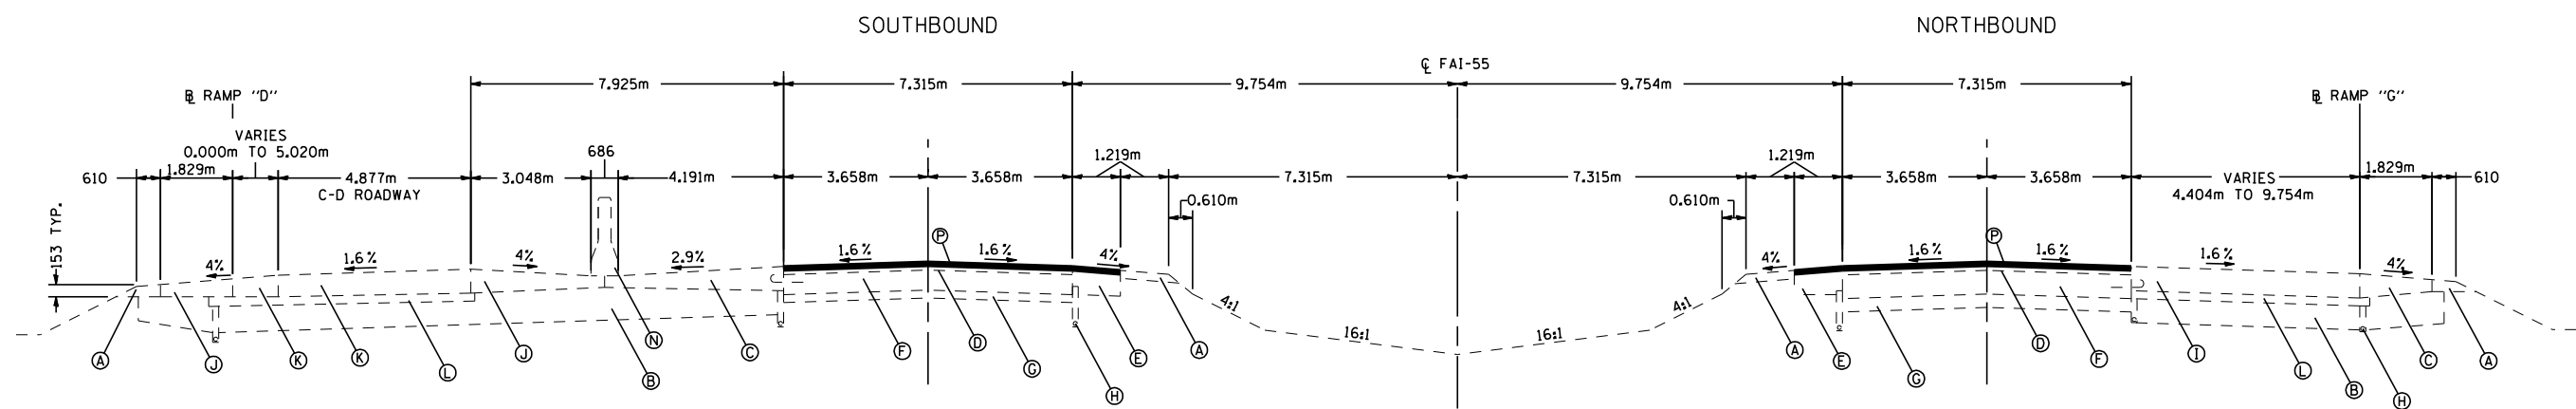 SOUTHBOUND
NORTHBOUND
℄ FAI-55
7.925m
7.315m
9.754m
9.754m
7.315m
B̲L RAMP "D"
B̲L RAMP "G"
VARIES
0.000m TO 5.020m
610
1.829m
4.877m
C-D ROADWAY
3.048m
686
4.191m
3.658m
3.658m
1.219m
7.315m
7.315m
1.219m
3.658m
3.658m
VARIES
4.404m TO 9.754m
1.829m
610
0.610m
0.610m
153 TYP.
4%
1.6%
4%
2.9%
1.6%
P
1.6%
4%
4:1
16:1
16:1
4:1
4%
1.6%
P
1.6%
1.6%
4%
A
J
K
K
L
J
B
N
C
F
D
G
H
E
A
A
E
G
D
F
I
L
B
C
H
A